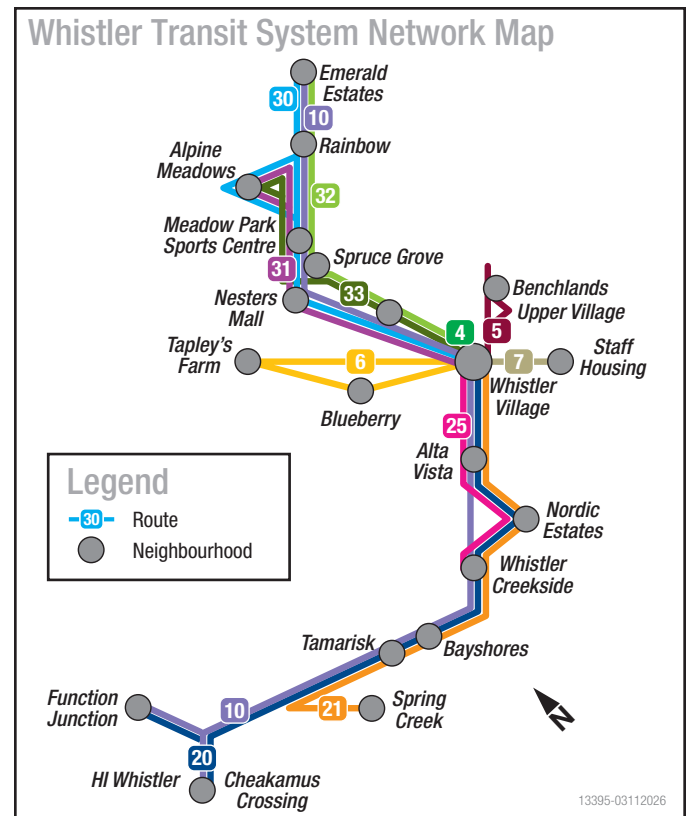 Whistler Transit System Network Map
Emerald
Estates
30
10
Rainbow
Alpine
Meadows
32
Meadow Park
Sports Centre
Spruce Grove
31
33
Nesters
Mall
Benchlands
Upper Village
4
5
Tapley's
Farm
6
7
Staff
Housing
Whistler
Village
Blueberry
25
Alta
Vista
Legend
30
Route
Neighbourhood
Nordic
Estates
Whistler
Creekside
Tamarisk
Bayshores
Function
Junction
10
21
Spring
Creek
N
20
HI Whistler
Cheakamus
Crossing
13395-03112026